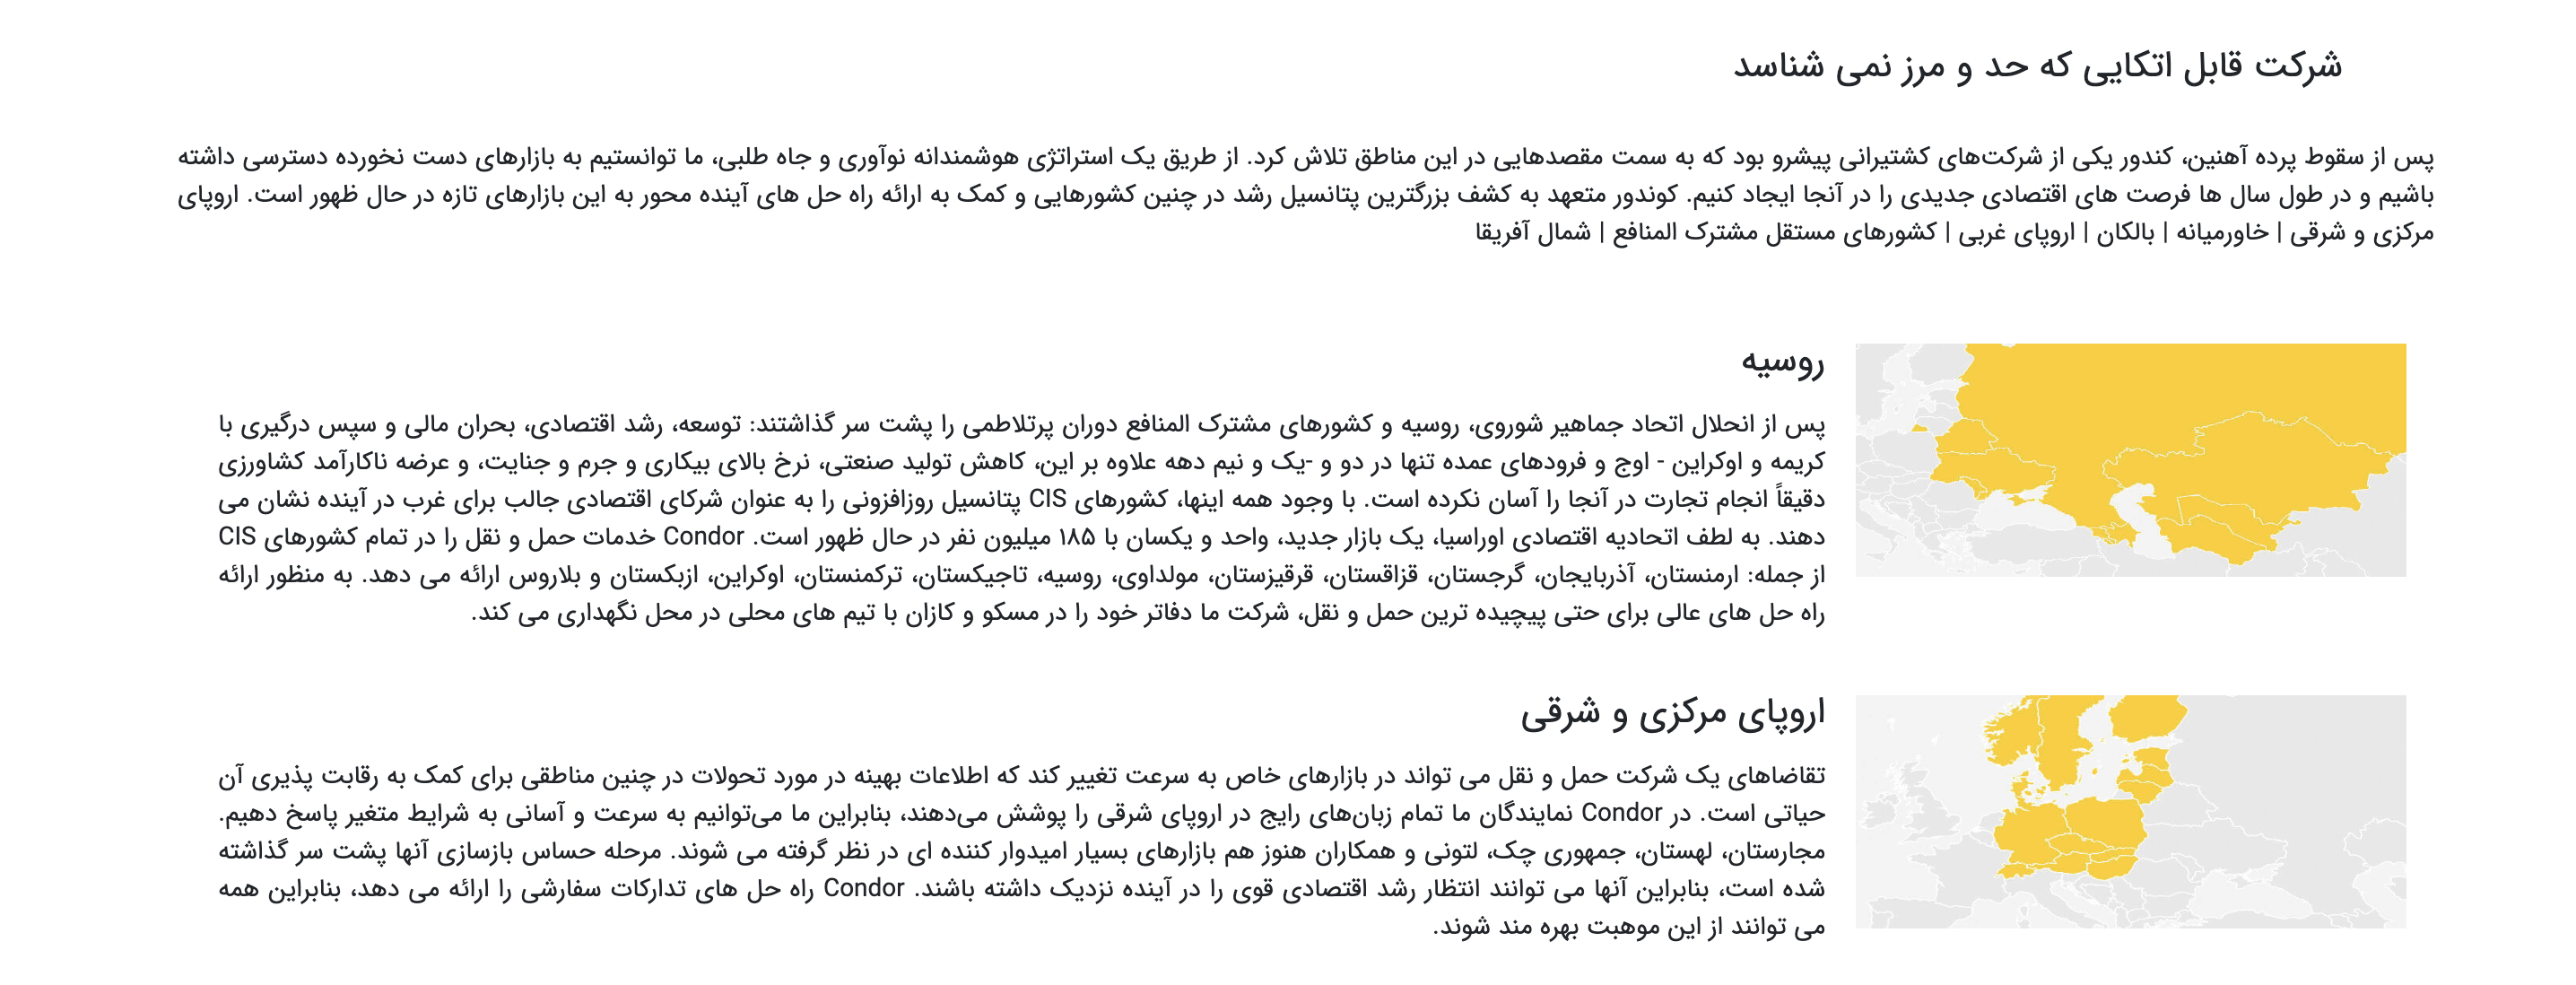 شرکت قابل اتکایی که حد و مرز نمی شناسد
پس از سقوط پرده آهنین، کندور یکی از شرکت‌های کشتیرانی پیشرو بود که به سمت مقصدهایی در این مناطق تلاش کرد. از طریق یک استراتژی هوشمندانه نوآوری و جاه طلبی، ما توانستیم به بازارهای دست نخورده دسترسی داشته
باشیم و در طول سال ها فرصت های اقتصادی جدیدی را در آنجا ایجاد کنیم. کوندور متعهد به کشف بزرگترین پتانسیل رشد در چنین کشورهایی و کمک به ارائه راه حل های آینده محور به این بازارهای تازه در حال ظهور است. اروپای
مرکزی و شرقی | خاورمیانه | بالکان | اروپای غربی | کشورهای مستقل مشترک المنافع | شمال آفریقا
روسیه
پس از انحلال اتحاد جماهیر شوروی، روسیه و کشورهای مشترک المنافع دوران پرتلاطمی را پشت سر گذاشتند: توسعه، رشد اقتصادی، بحران مالی و سپس درگیری با
کریمه و اوکراین - اوج و فرودهای عمده تنها در دو و -یک و نیم دهه علاوه بر این، کاهش تولید صنعتی، نرخ بالای بیکاری و جرم و جنایت، و عرضه ناکارآمد کشاورزی
دقیقاً انجام تجارت در آنجا را آسان نکرده است. با وجود همه اینها، کشورهای CIS پتانسیل روزافزونی را به عنوان شرکای اقتصادی جالب برای غرب در آینده نشان می
دهند. به لطف اتحادیه اقتصادی اوراسیا، یک بازار جدید، واحد و یکسان با ۱۸۵ میلیون نفر در حال ظهور است. Condor خدمات حمل و نقل را در تمام کشورهای CIS
از جمله: ارمنستان، آذربایجان، گرجستان، قزاقستان، قرقیزستان، مولداوی، روسیه، تاجیکستان، ترکمنستان، اوکراین، ازبکستان و بلاروس ارائه می دهد. به منظور ارائه
راه حل های عالی برای حتی پیچیده ترین حمل و نقل، شرکت ما دفاتر خود را در مسکو و کازان با تیم های محلی در محل نگهداری می کند.
اروپای مرکزی و شرقی
تقاضاهای یک شرکت حمل و نقل می تواند در بازارهای خاص به سرعت تغییر کند که اطلاعات بهینه در مورد تحولات در چنین مناطقی برای کمک به رقابت پذیری آن
حیاتی است. در Condor نمایندگان ما تمام زبان‌های رایج در اروپای شرقی را پوشش می‌دهند، بنابراین ما می‌توانیم به سرعت و آسانی به شرایط متغیر پاسخ دهیم.
مجارستان، لهستان، جمهوری چک، لتونی و همکاران هنوز هم بازارهای بسیار امیدوار کننده ای در نظر گرفته می شوند. مرحله حساس بازسازی آنها پشت سر گذاشته
شده است، بنابراین آنها می توانند انتظار رشد اقتصادی قوی را در آینده نزدیک داشته باشند. Condor راه حل های تدارکات سفارشی را ارائه می دهد، بنابراین همه
می توانند از این موهبت بهره مند شوند.